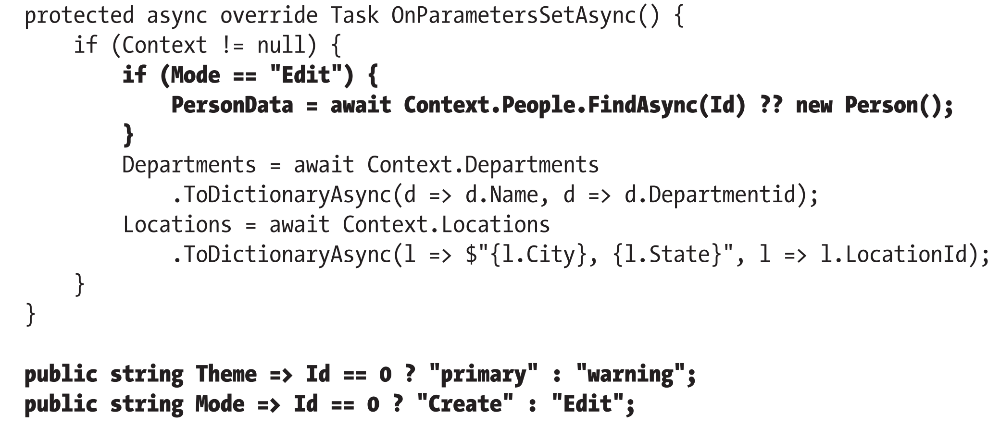 protected async override Task OnParametersSetAsync() {
    if (Context != null) {
        if (Mode == "Edit") {
            PersonData = await Context.People.FindAsync(Id) ?? new Person();
        }
        Departments = await Context.Departments
            .ToDictionaryAsync(d => d.Name, d => d.Departmentid);
        Locations = await Context.Locations
            .ToDictionaryAsync(l => $"{l.City}, {l.State}", l => l.LocationId);
    }
}

public string Theme => Id == 0 ? "primary" : "warning";
public string Mode => Id == 0 ? "Create" : "Edit";